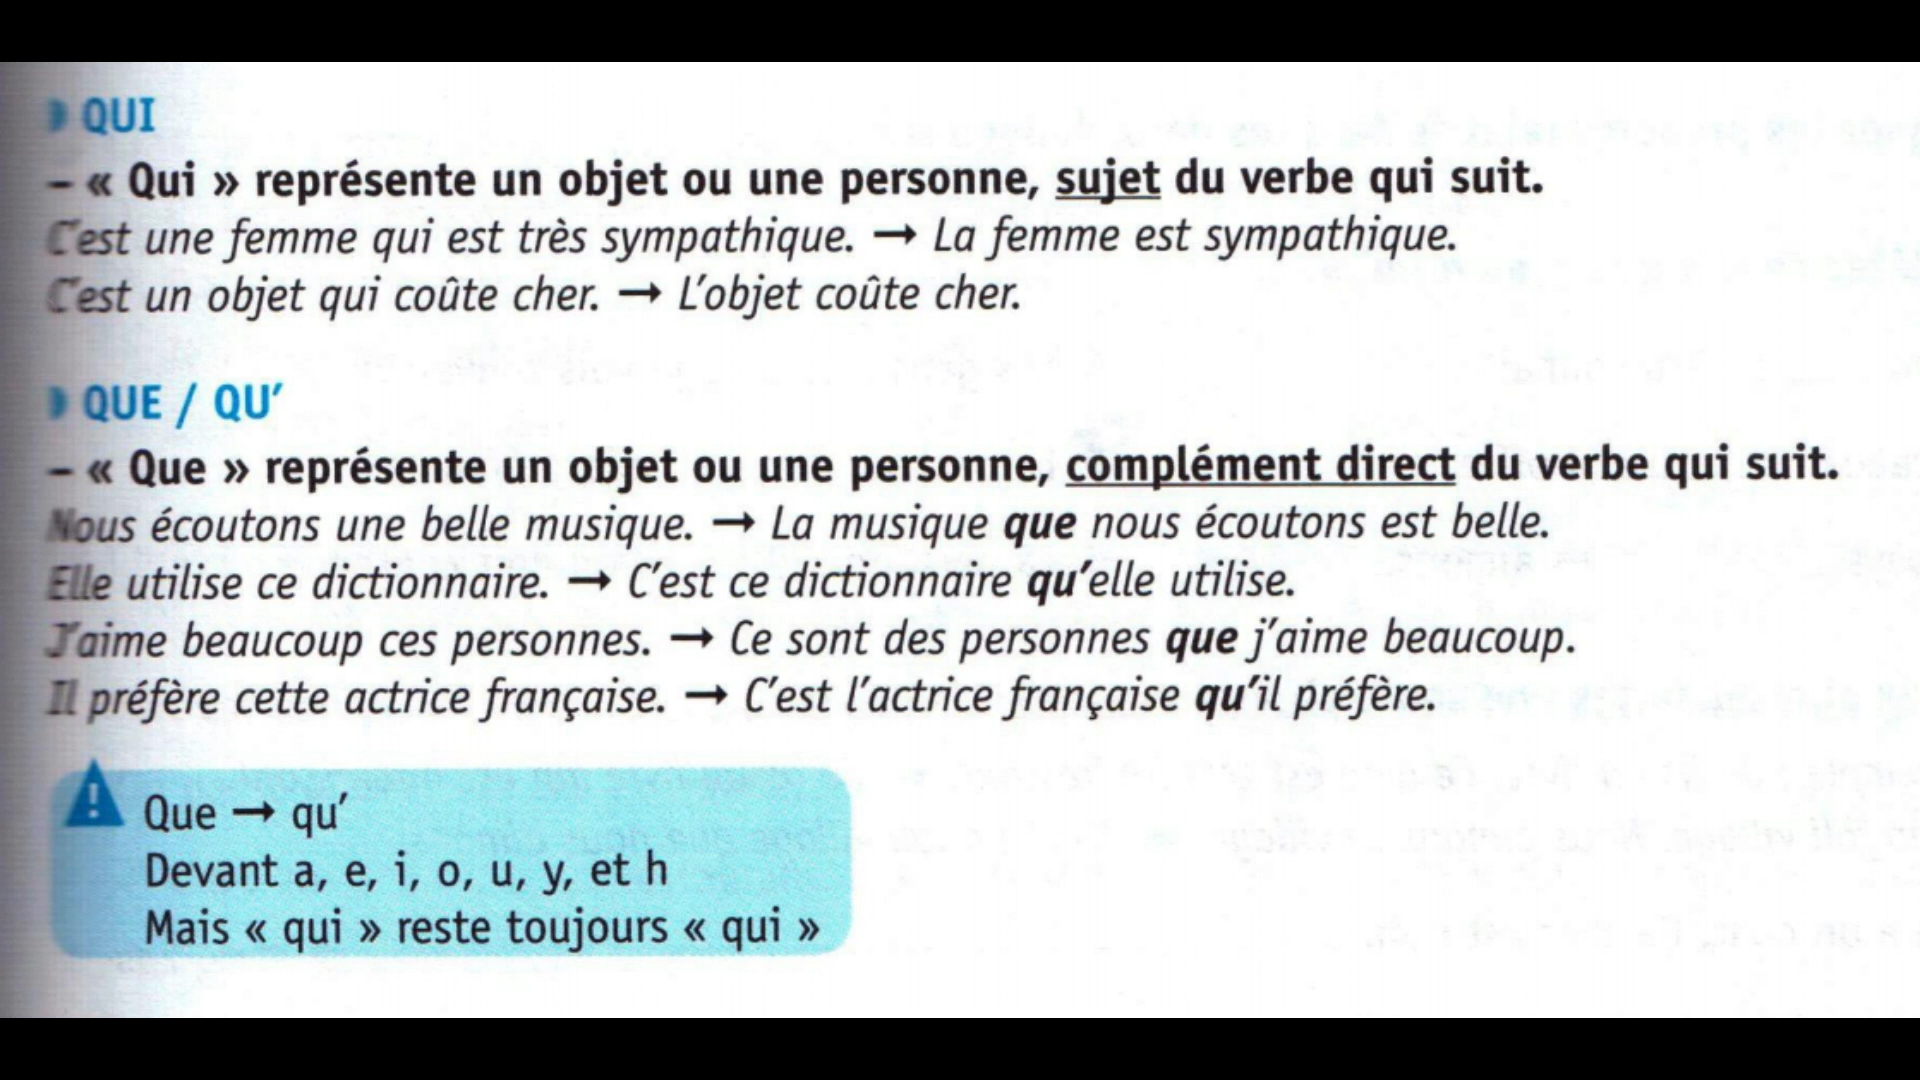 QUI
– « Qui » représente un objet ou une personne, sujet du verbe qui suit.
C'est une femme qui est très sympathique. → La femme est sympathique.
C'est un objet qui coûte cher. → L'objet coûte cher.
QUE / QU'
– « Que » représente un objet ou une personne, complément direct du verbe qui suit.
Nous écoutons une belle musique. → La musique que nous écoutons est belle.
Elle utilise ce dictionnaire. → C'est ce dictionnaire qu'elle utilise.
J'aime beaucoup ces personnes. → Ce sont des personnes que j'aime beaucoup.
Il préfère cette actrice française. → C'est l'actrice française qu'il préfère.
! Que → qu'
Devant a, e, i, o, u, y, et h
Mais « qui » reste toujours « qui »